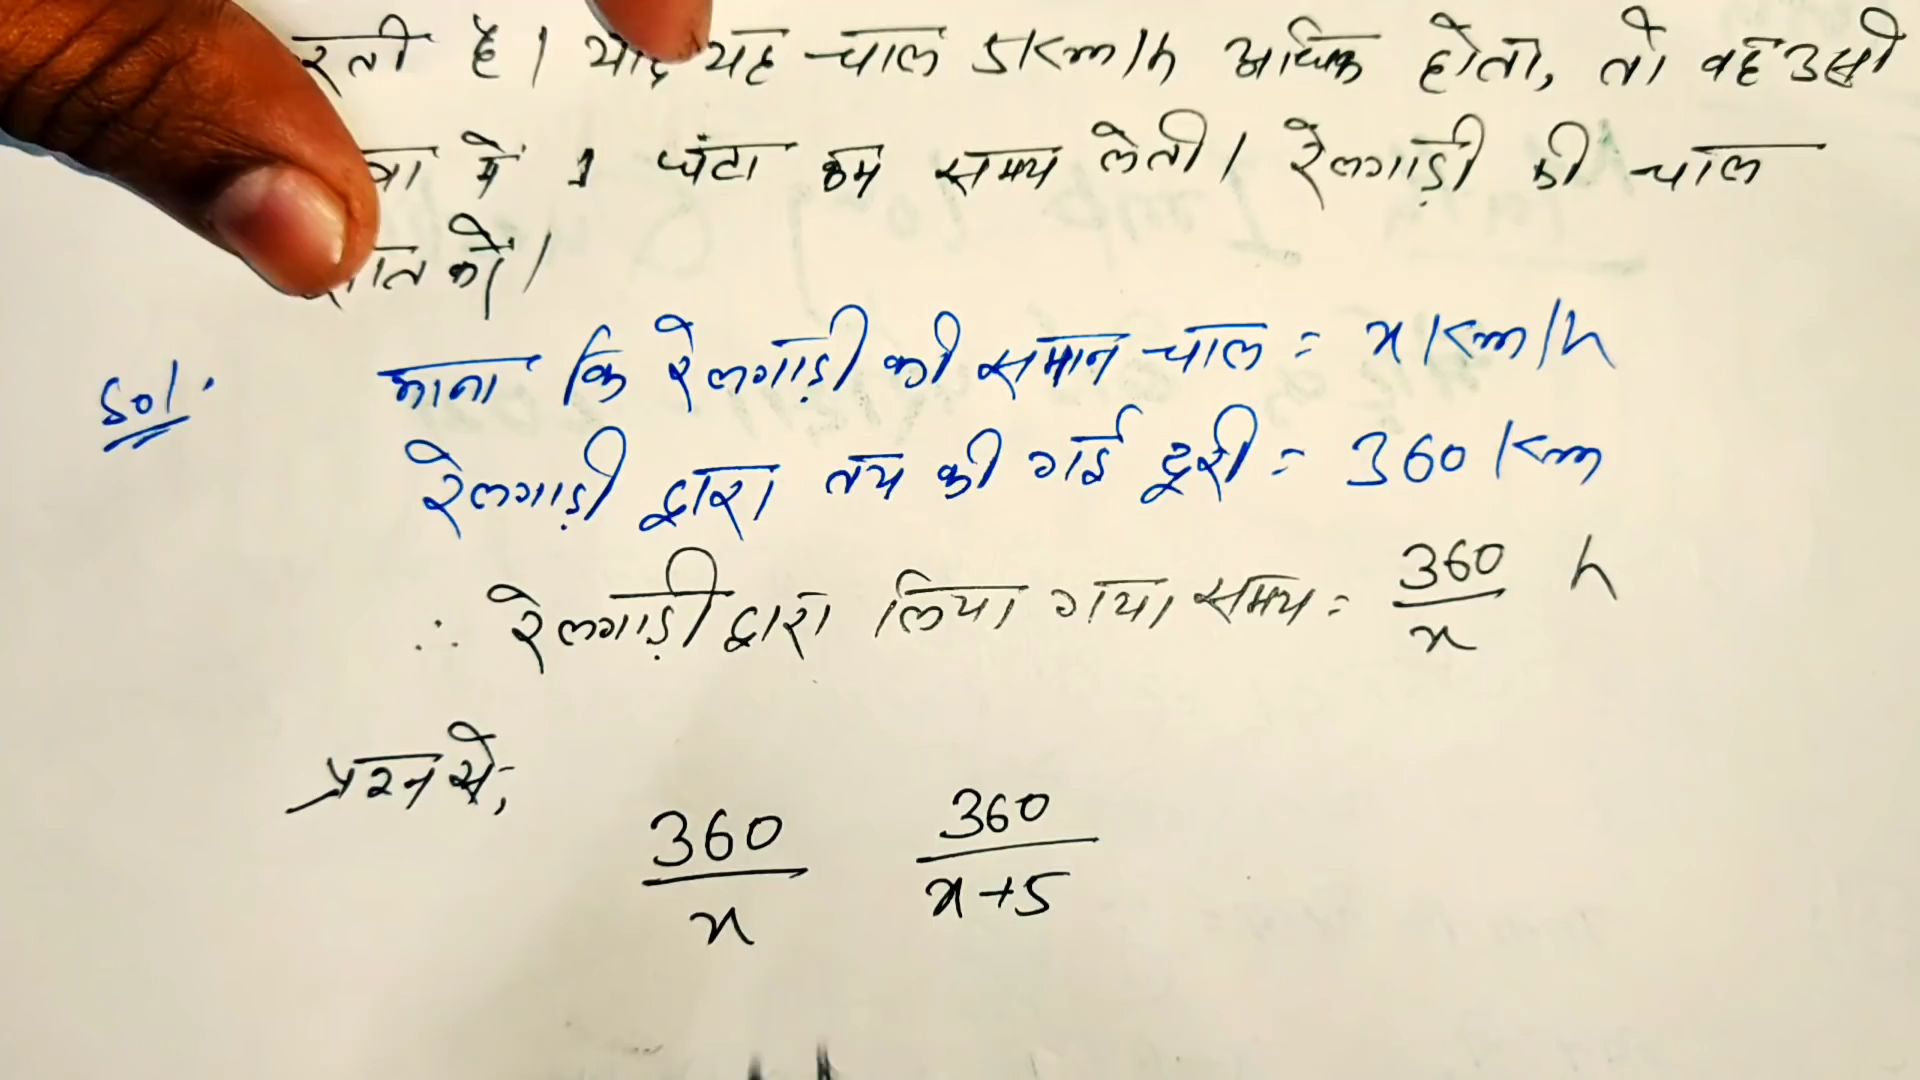 है। यदि यह चाल 5Km/h अधिक होती, तो वह उसी
में 1 घंटा कम समय लेती। रेलगाड़ी की चाल
करें।
Sol. माना कि रेलगाड़ी की समान चाल = x Km/h
रेलगाड़ी द्वारा तय की गई दूरी = 360 Km
∴ रेलगाड़ी द्वारा लिया गया समय = 360/x h
प्रश्न से,
360/x 360/x+5